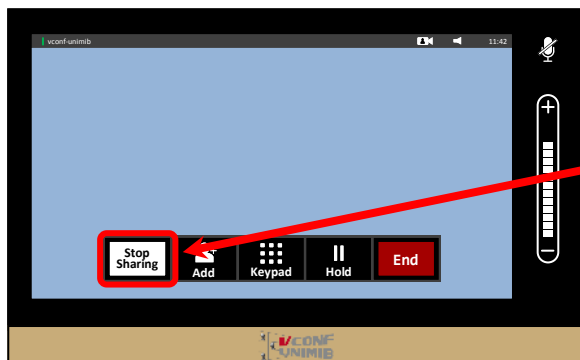 vconf-unimib
11:42
+
Stop
Sharing
Add
Keypad
Hold
End
VCONF
UNIMIB